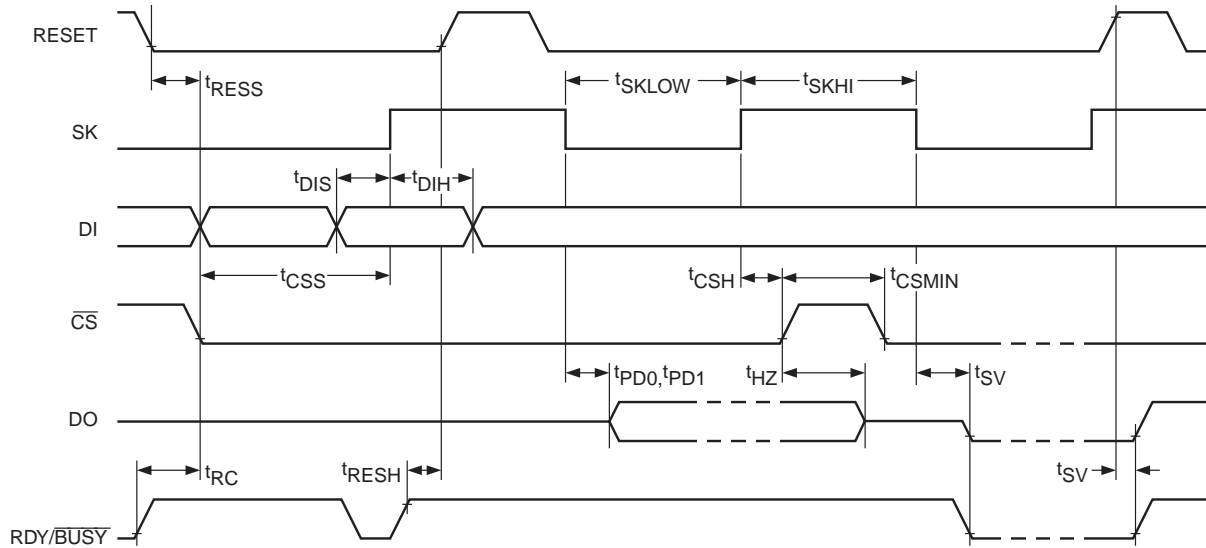 RESET
tRESS
tSKLOW
tSKHI
SK
tDIS
tDIH
DI
tCSS
tCSH
tCSMIN
CS
tPD0,tPD1
tHZ
tSV
DO
tRC
tRESH
tSV
RDY/BUSY